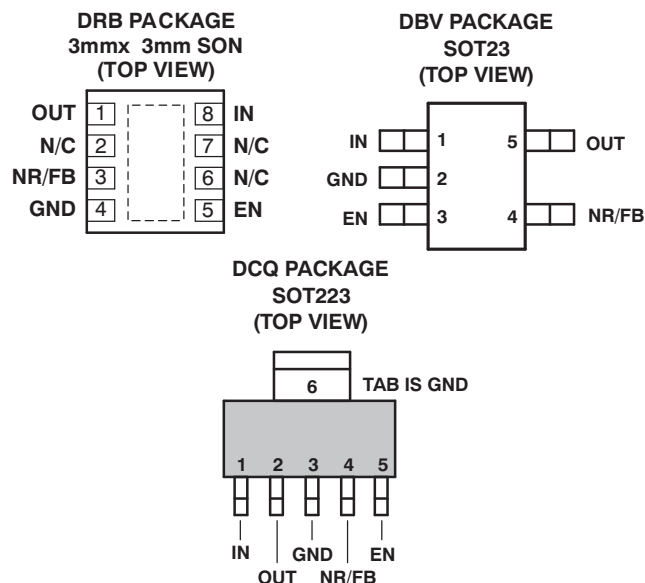 DRB PACKAGE
3mmx 3mm SON
(TOP VIEW)
OUT 1 8 IN
N/C 2 7 N/C
NR/FB 3 6 N/C
GND 4 5 EN
DBV PACKAGE
SOT23
(TOP VIEW)
IN 1 5 OUT
GND 2
EN 3 4 NR/FB
DCQ PACKAGE
SOT223
(TOP VIEW)
6 TAB IS GND
1 2 3 4 5
IN GND EN
OUT NR/FB